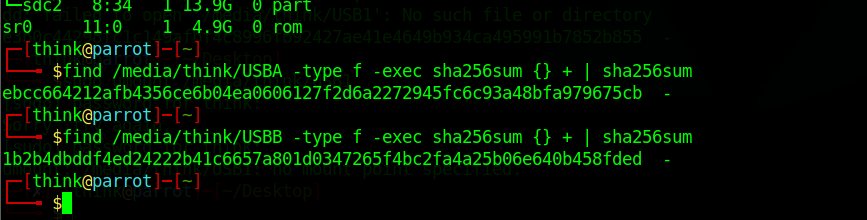 └─sdc2   8:34   1 13.9G  0 part
sr0     11:0    1  4.9G  0 rom
┌─[think@parrot]─[~]
└──╼ $find /media/think/USBA -type f -exec sha256sum {} + | sha256sum
ebcc664212afb4356ce6b04ea0606127f2d6a2272945fc6c93a48bfa979675cb  -
┌─[think@parrot]─[~]
└──╼ $find /media/think/USBB -type f -exec sha256sum {} + | sha256sum
1b2b4dbddf4ed24222b41c6657a801d0347265f4bc2fa4a25b06e640b458fded  -
┌─[think@parrot]─[~]
└──╼ $